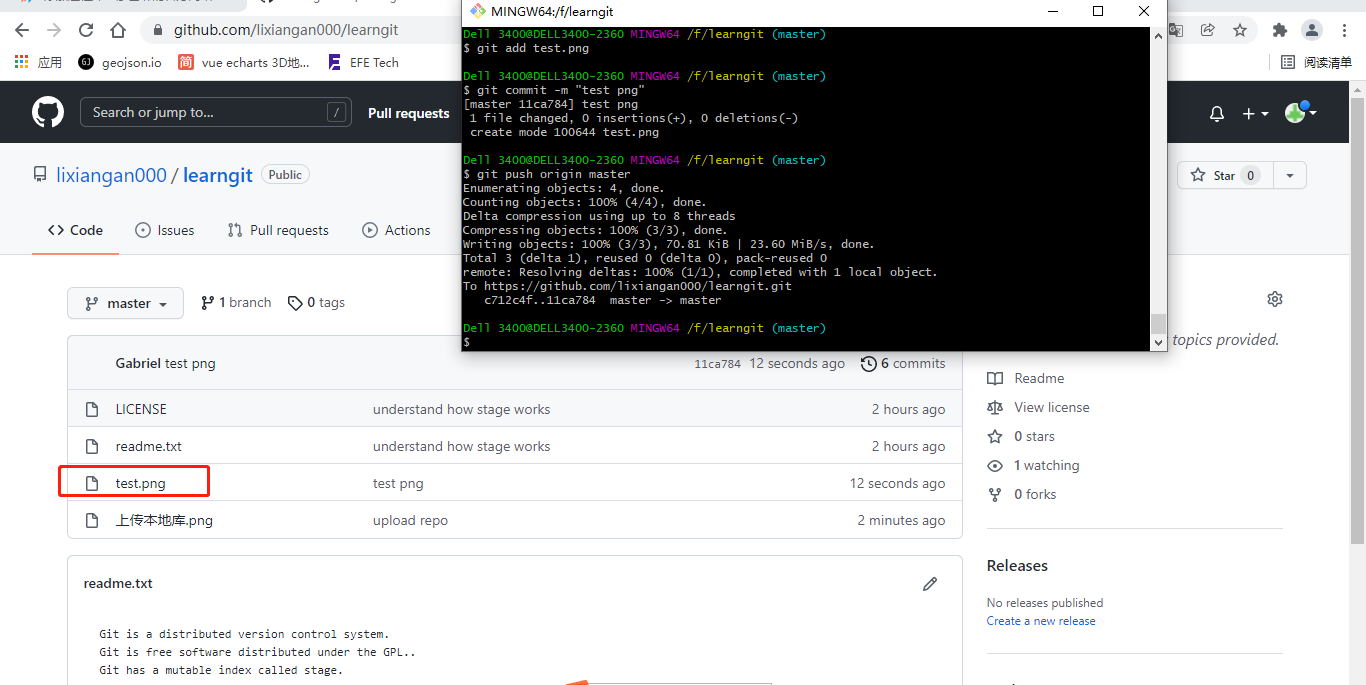 MINGW64:/f/learngit
github.com/lixiangan000/learngit
应用
geojson.io
简
vue echarts 3D地...
EFE Tech
阅读清单
Dell 3400@DELL3400-2360 MINGW64 /f/learngit (master)
$ git add test.png
Dell 3400@DELL3400-2360 MINGW64 /f/learngit (master)
$ git commit -m "test png"
[master 11ca784] test png
1 file changed, 0 insertions(+), 0 deletions(-)
create mode 100644 test.png
Dell 3400@DELL3400-2360 MINGW64 /f/learngit (master)
$ git push origin master
Enumerating objects: 4, done.
Counting objects: 100% (4/4), done.
Delta compression using up to 8 threads
Compressing objects: 100% (3/3), done.
Writing objects: 100% (3/3), 70.81 KiB | 23.60 MiB/s, done.
Total 3 (delta 1), reused 0 (delta 0), pack-reused 0
remote: Resolving deltas: 100% (1/1), completed with 1 local object.
To https://github.com/lixiangan000/learngit.git
c712c4f..11ca784  master -> master
Dell 3400@DELL3400-2360 MINGW64 /f/learngit (master)
$
Search or jump to...
/
Pull requests
lixiangan000 / learngit
Public
Star 0
Code
Issues
Pull requests
Actions
master
1 branch
0 tags
topics provided.
Gabriel test png
11ca784 12 seconds ago
6 commits
LICENSE
understand how stage works
2 hours ago
readme.txt
understand how stage works
2 hours ago
test.png
test png
12 seconds ago
上传本地库.png
upload repo
2 minutes ago
Readme
View license
0 stars
1 watching
0 forks
Releases
No releases published
Create a new release
readme.txt
Git is a distributed version control system.
Git is free software distributed under the GPL..
Git has a mutable index called stage.